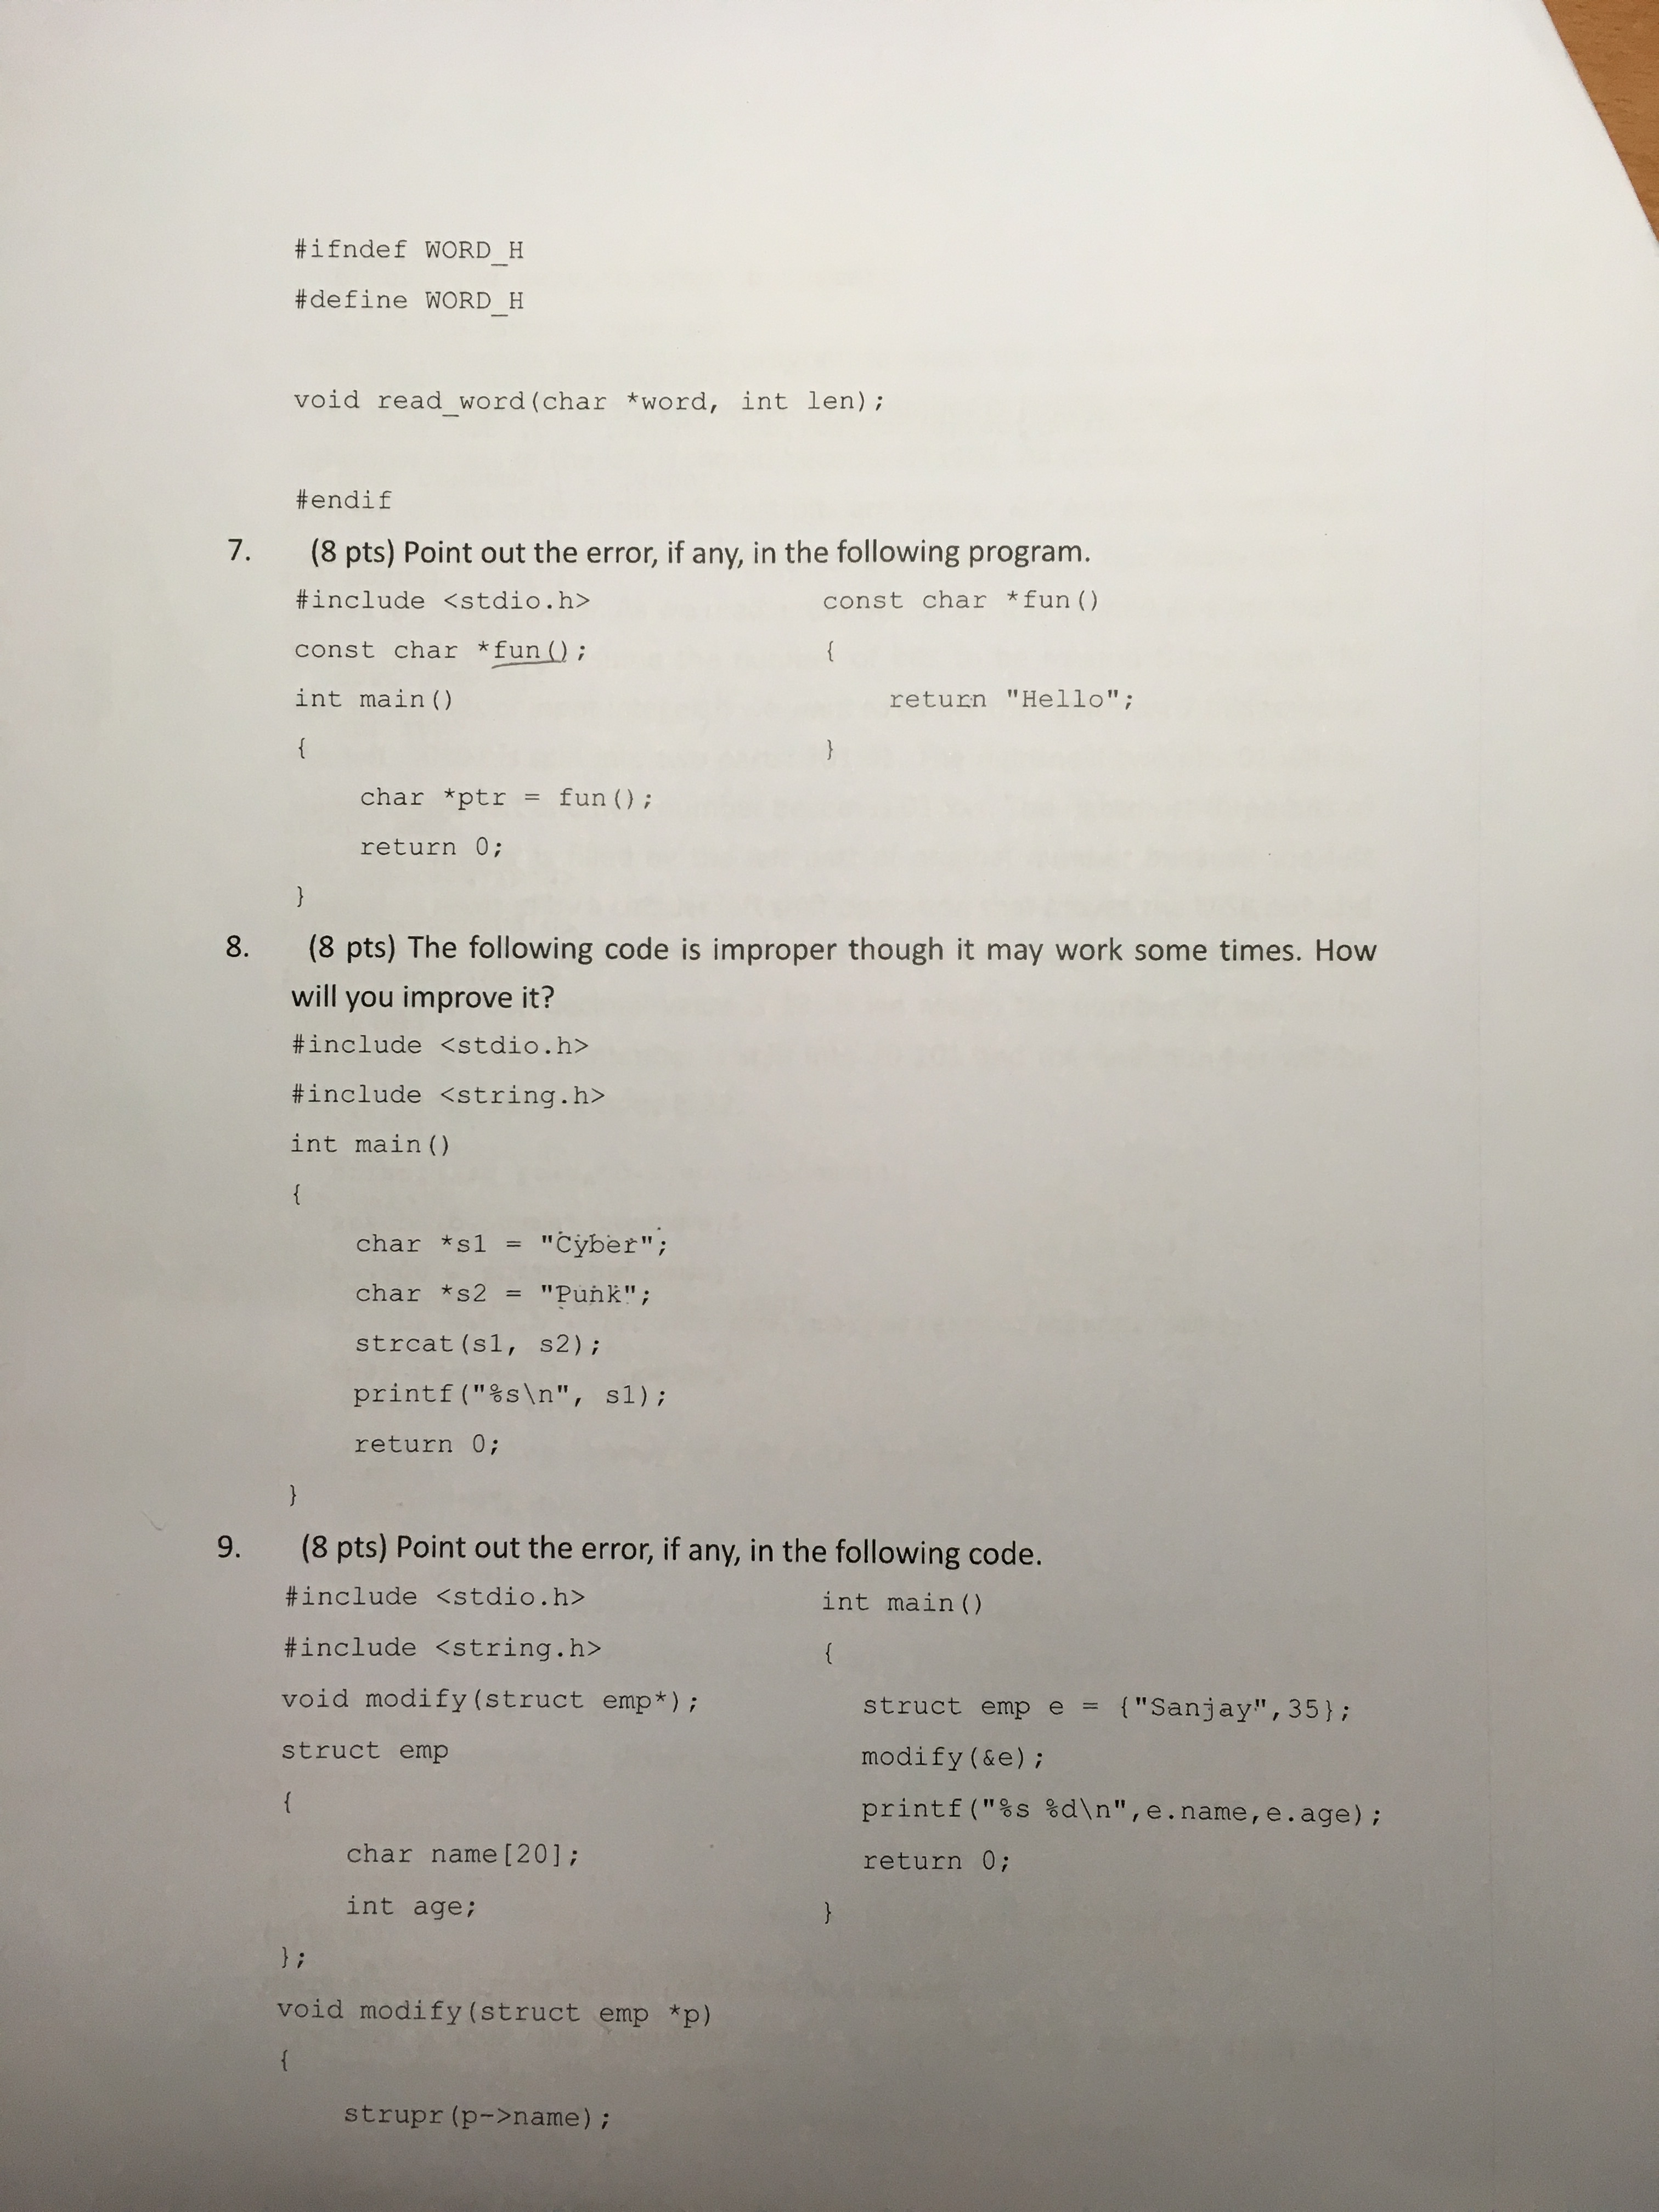 #ifndef WORD_H
#define WORD_H
void read_word(char *word, int len);
#endif
7. (8 pts) Point out the error, if any, in the following program.
#include <stdio.h>
const char *fun();
int main()
{
char *ptr = fun();
return 0;
}
const char *fun()
{
return "Hello";
}
8. (8 pts) The following code is improper though it may work some times. How
will you improve it?
#include <stdio.h>
#include <string.h>
int main()
{
char *s1 = "Cyber";
char *s2 = "Punk";
strcat(s1, s2);
printf("%s\n", s1);
return 0;
}
9. (8 pts) Point out the error, if any, in the following code.
#include <stdio.h>
#include <string.h>
void modify(struct emp*);
struct emp
{
char name[20];
int age;
};
void modify(struct emp *p)
{
strupr(p->name);
int main()
{
struct emp e = {"Sanjay",35};
modify(&e);
printf("%s %d\n",e.name,e.age);
return 0;
}